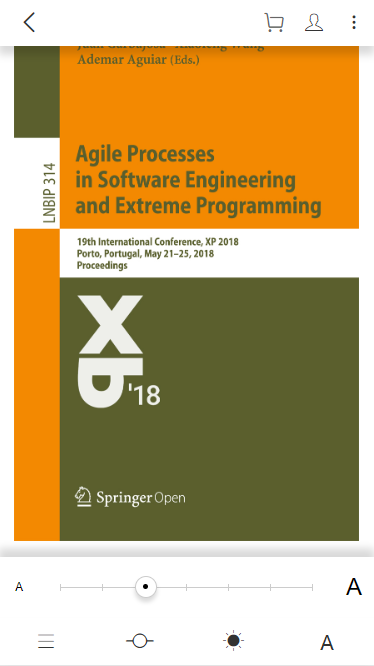 Ademar Aguiar (Eds.)
LNBIP 314
Agile Processes
in Software Engineering
and Extreme Programming
19th International Conference, XP 2018
Porto, Portugal, May 21–25, 2018
Proceedings
XP
'18
Springer Open
A
A
A